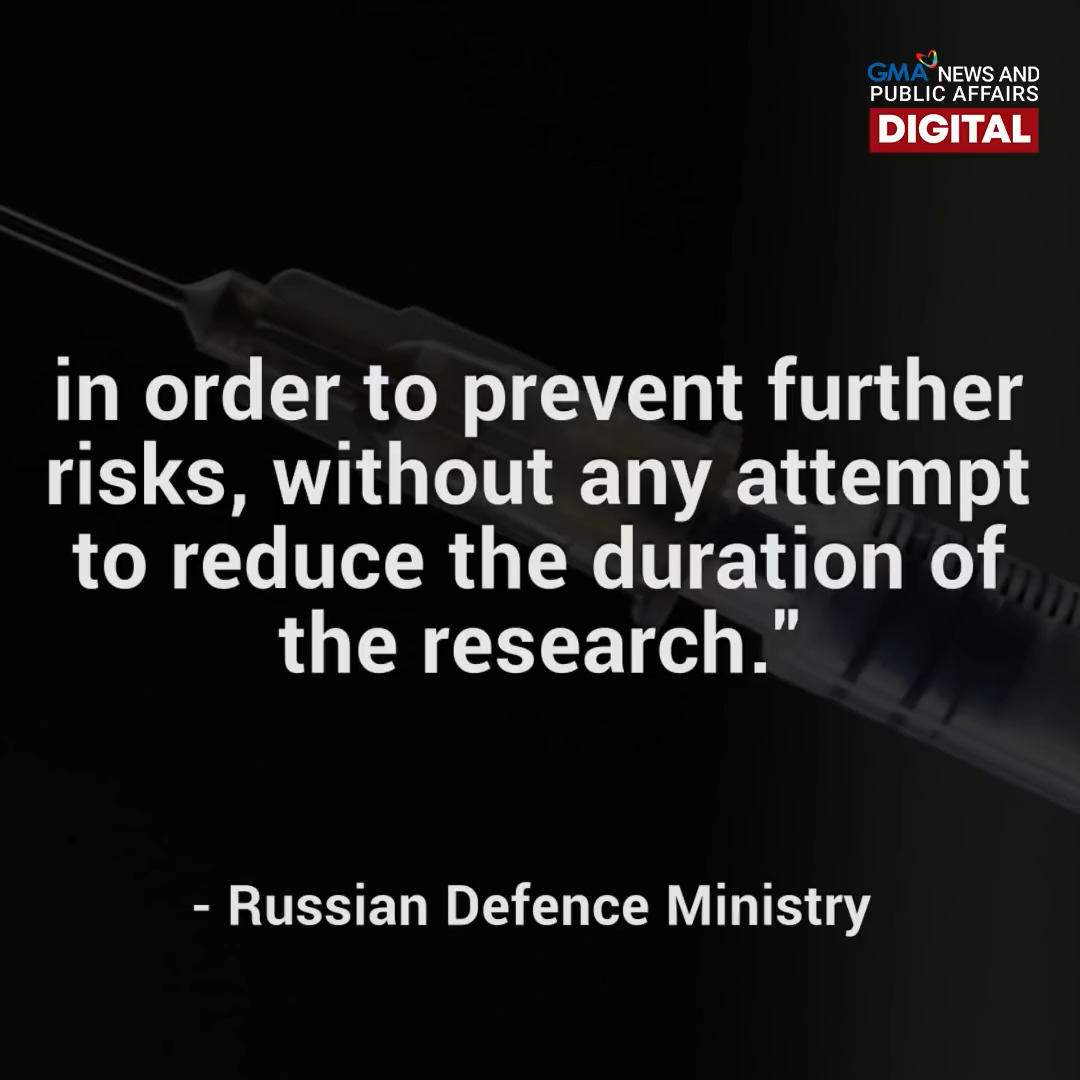 GMA NEWS AND
PUBLIC AFFAIRS
DIGITAL
in order to prevent further
risks, without any attempt
to reduce the duration of
the research."
- Russian Defence Ministry